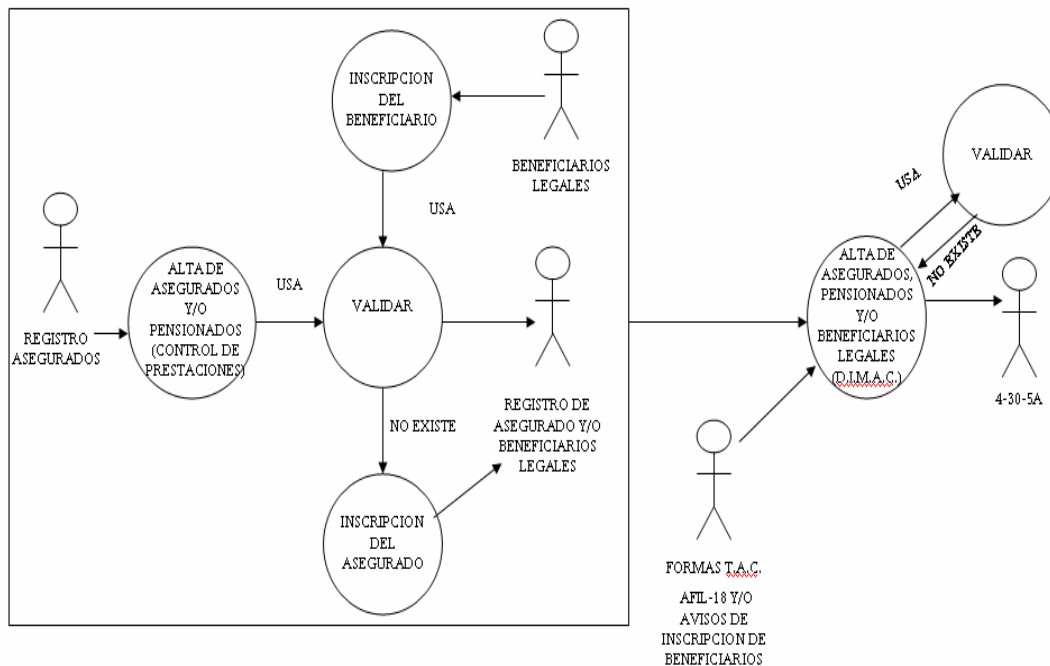 INSCRIPCION
DEL
BENEFICIARIO
BENEFICIARIOS
LEGALES
USA
REGISTRO
ASEGURADOS
ALTA DE
ASEGURADOS
Y/O
PENSIONADOS
(CONTROL DE
PRESTACIONES)
USA
VALIDAR
REGISTRO DE
ASEGURADO Y/O
BENEFICIARIOS
LEGALES
NO EXISTE
INSCRIPCION
DEL
ASEGURADO
VALIDAR
USA
NO EXISTE
ALTA DE
ASEGURADOS,
PENSIONADOS
Y/O
BENEFICIARIOS
LEGALES
(D.I.M.A.C.)
4-30-5A
FORMAS T.A.C.
AFIL-18 Y/O
AVISOS DE
INSCRIPCION DE
BENEFICIARIOS